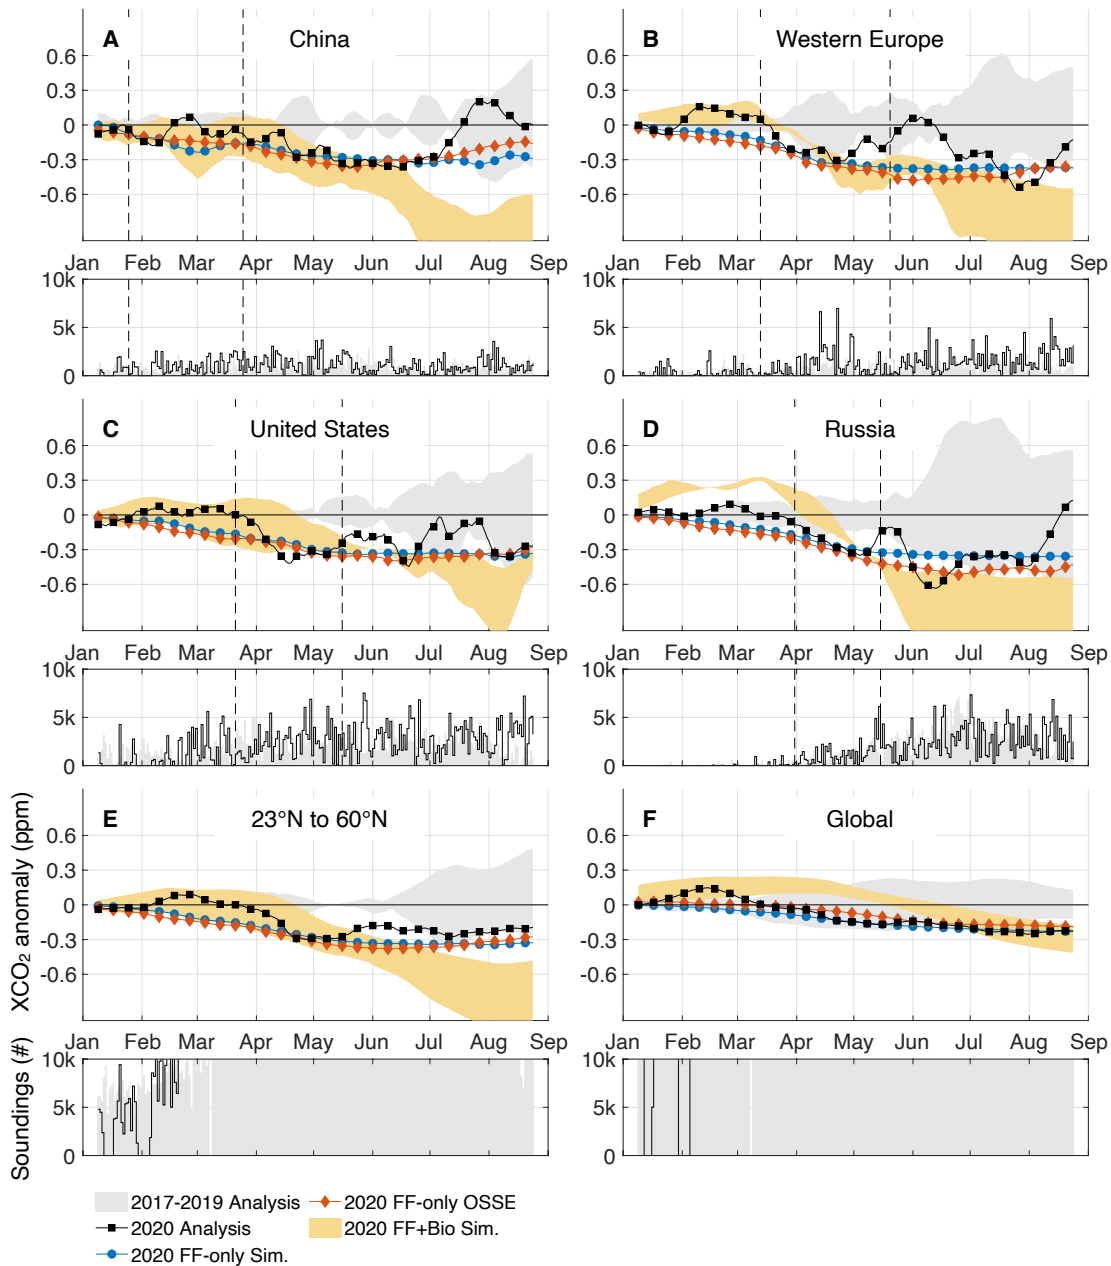 A China
0.6
0.3
0
-0.3
-0.6
Jan Feb Mar Apr May Jun Jul Aug Sep
10k
5k
0
B Western Europe
0.6
0.3
0
-0.3
-0.6
Jan Feb Mar Apr May Jun Jul Aug Sep
10k
5k
0
C United States
0.6
0.3
0
-0.3
-0.6
Jan Feb Mar Apr May Jun Jul Aug Sep
10k
5k
0
D Russia
0.6
0.3
0
-0.3
-0.6
Jan Feb Mar Apr May Jun Jul Aug Sep
10k
5k
0
E 23°N to 60°N
XCO₂ anomaly (ppm)
0.6
0.3
0
-0.3
-0.6
Jan Feb Mar Apr May Jun Jul Aug Sep
Soundings (#)
10k
5k
0
F Global
0.6
0.3
0
-0.3
-0.6
Jan Feb Mar Apr May Jun Jul Aug Sep
10k
5k
0
2017-2019 Analysis
2020 Analysis
2020 FF-only Sim.
2020 FF-only OSSE
2020 FF+Bio Sim.